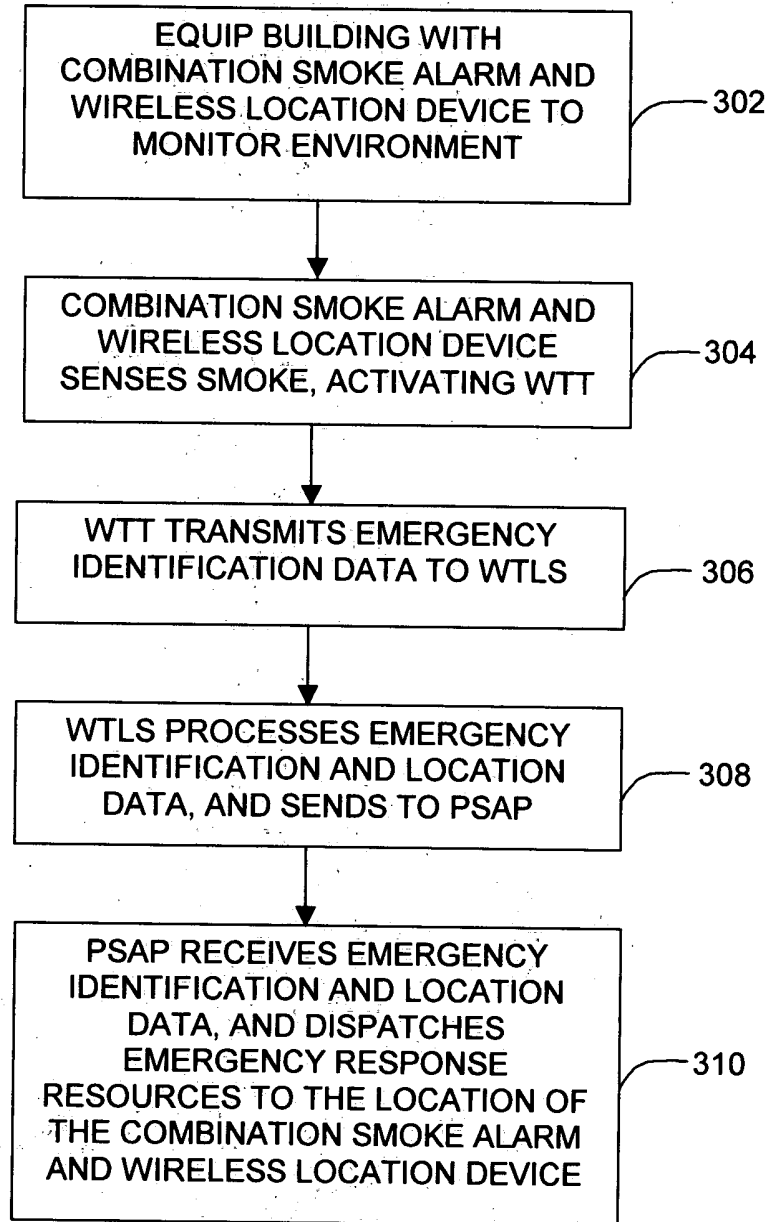 EQUIP BUILDING WITH
COMBINATION SMOKE ALARM AND
WIRELESS LOCATION DEVICE TO
MONITOR ENVIRONMENT
302
COMBINATION SMOKE ALARM AND
WIRELESS LOCATION DEVICE
SENSES SMOKE, ACTIVATING WTT
304
WTT TRANSMITS EMERGENCY
IDENTIFICATION DATA TO WTLS
306
WTLS PROCESSES EMERGENCY
IDENTIFICATION AND LOCATION
DATA, AND SENDS TO PSAP
308
PSAP RECEIVES EMERGENCY
IDENTIFICATION AND LOCATION
DATA, AND DISPATCHES
EMERGENCY RESPONSE
RESOURCES TO THE LOCATION OF
THE COMBINATION SMOKE ALARM
AND WIRELESS LOCATION DEVICE
310